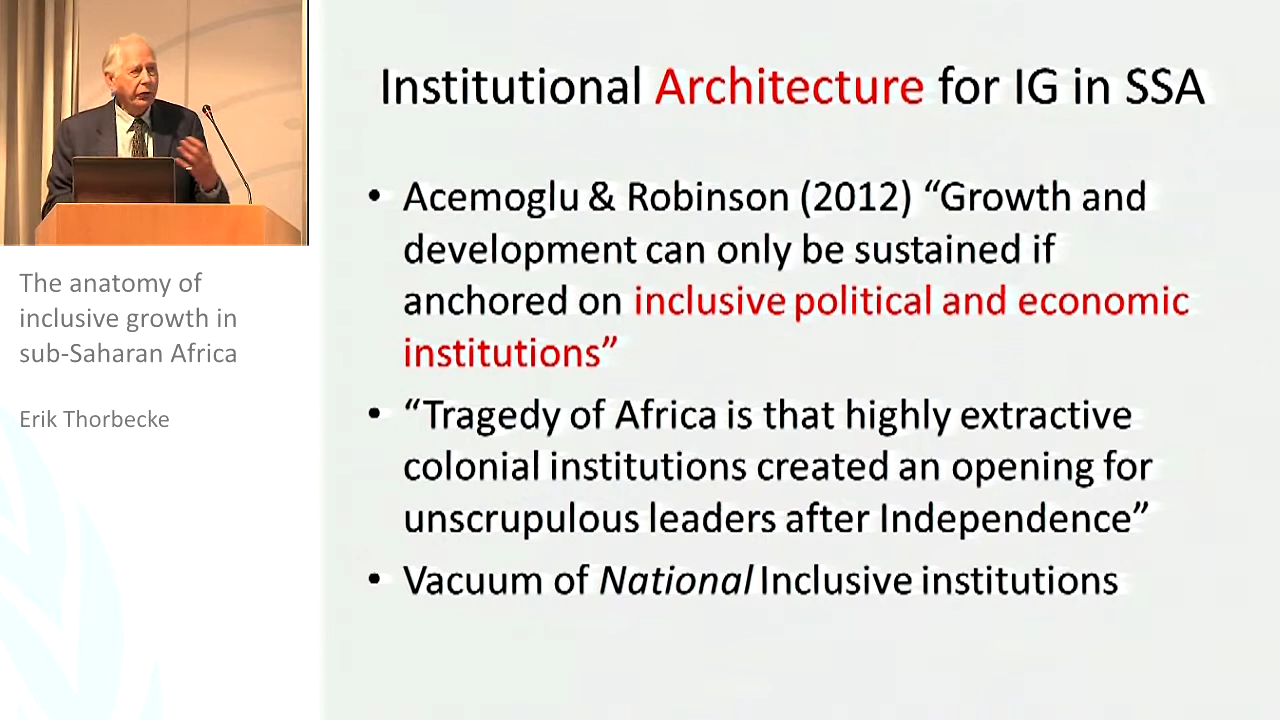 Institutional Architecture for IG in SSA
• Acemoglu & Robinson (2012) “Growth and
development can only be sustained if
anchored on inclusive political and economic
institutions”
• “Tragedy of Africa is that highly extractive
colonial institutions created an opening for
unscrupulous leaders after Independence”
• Vacuum of National Inclusive institutions
The anatomy of
inclusive growth in
sub-Saharan Africa
Erik Thorbecke